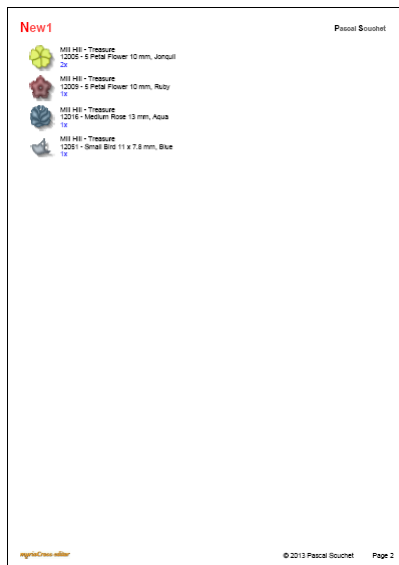 New1
Pascal Souchet
Mill Hill - Treasure
12005 - 5 Petal Flower 10 mm, Jonquil
2x
Mill Hill - Treasure
12009 - 5 Petal Flower 10 mm, Ruby
1x
Mill Hill - Treasure
12016 - Medium Rose 13 mm, Aqua
1x
Mill Hill - Treasure
12051 - Small Bird 11 x 7.8 mm, Blue
1x
myriaCross editor
© 2013 Pascal Souchet Page 2